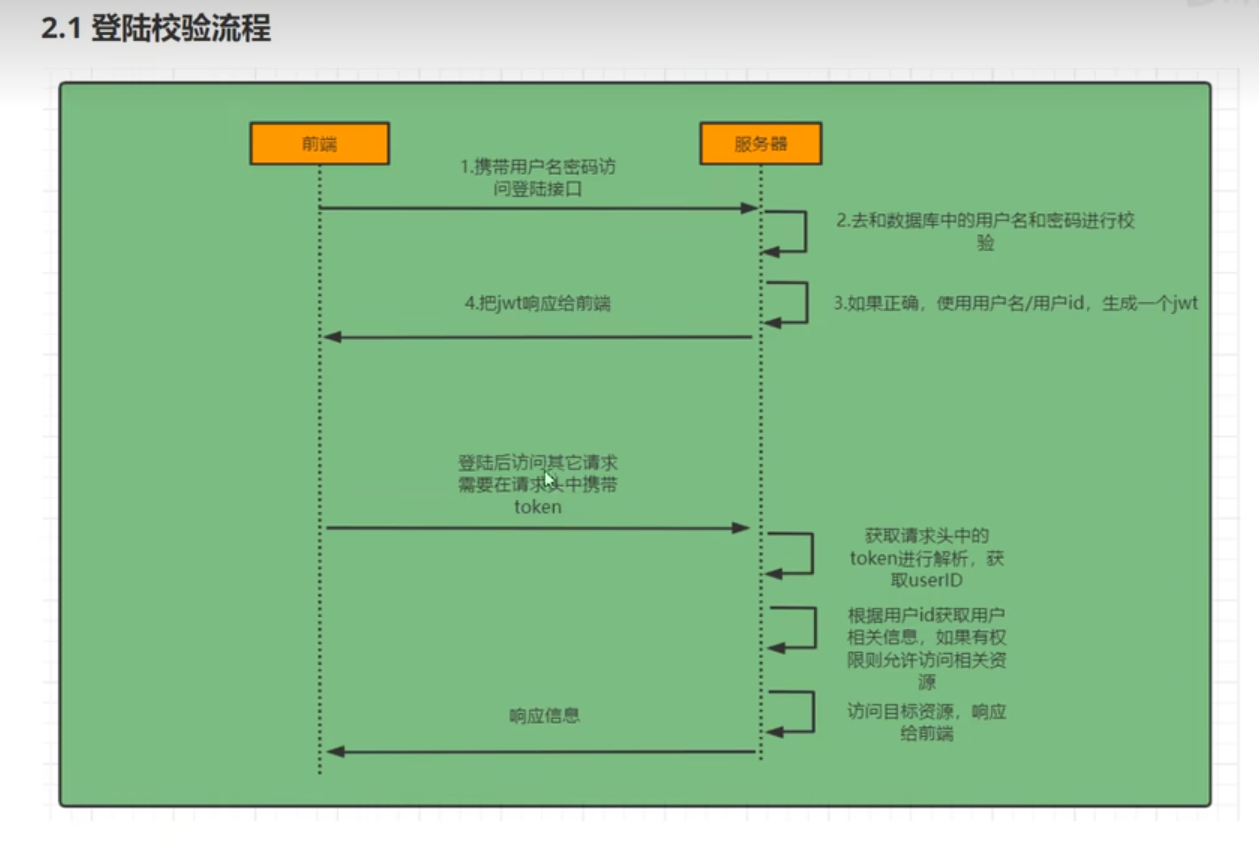 2.1 登陆校验流程
前端
服务器
1.携带用户名密码访
问登陆接口
2.去和数据库中的用户名和密码进行校
验
4.把jwt响应给前端
3.如果正确，使用用户名/用户id，生成一个jwt
登陆后访问其它请求
需要在请求头中携带
token
获取请求头中的
token进行解析，获
取userID
根据用户id获取用户
相关信息，如果有权
限则允许访问相关资
源
访问目标资源，响应
给前端
响应信息